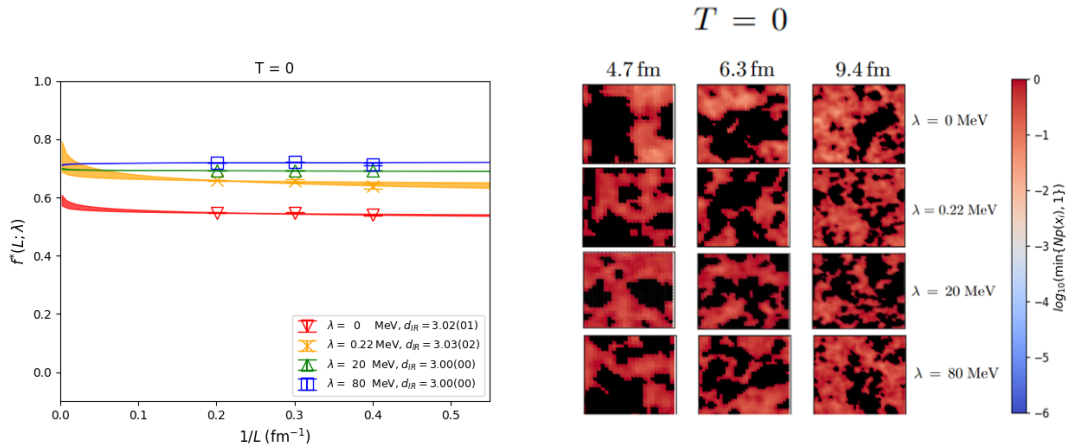 T = 0
1.0
0.8
0.6
0.4
0.2
0.0
f*(L;λ)
0.0 0.1 0.2 0.3 0.4 0.5
1/L (fm⁻¹)
λ = 0 MeV, d_IR = 3.02(01)
λ = 0.22 MeV, d_IR = 3.03(02)
λ = 20 MeV, d_IR = 3.00(00)
λ = 80 MeV, d_IR = 3.00(00)
T = 0
4.7 fm 6.3 fm 9.4 fm
λ = 0 MeV
λ = 0.22 MeV
λ = 20 MeV
λ = 80 MeV
0
−1
−2
−3
−4
−5
−6
log₁₀(min{Np(xᵢ),1})